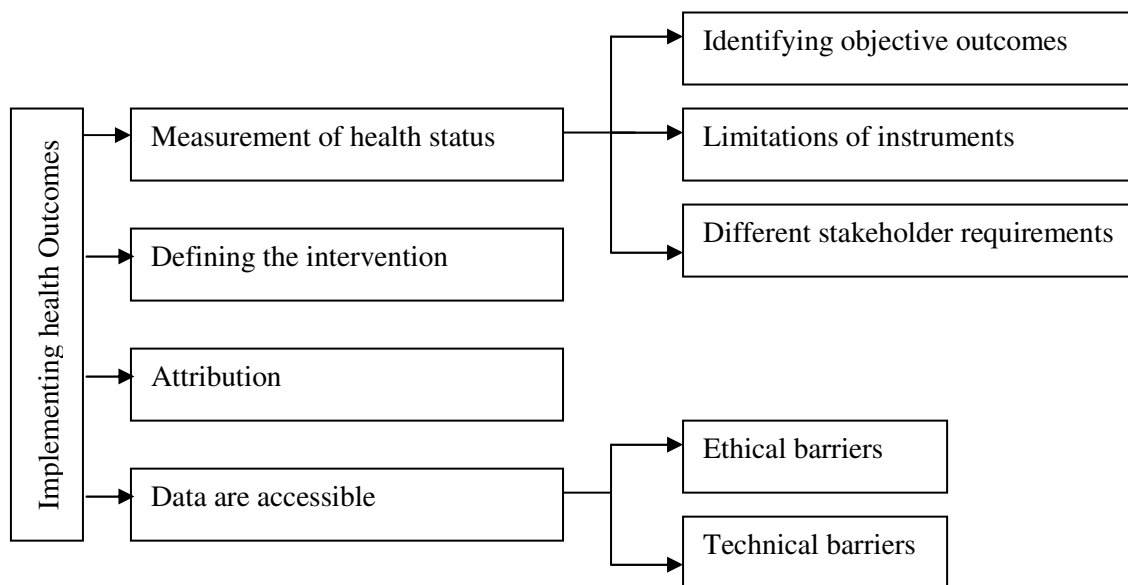 Implementing health Outcomes
Measurement of health status
Identifying objective outcomes
Limitations of instruments
Different stakeholder requirements
Defining the intervention
Attribution
Data are accessible
Ethical barriers
Technical barriers